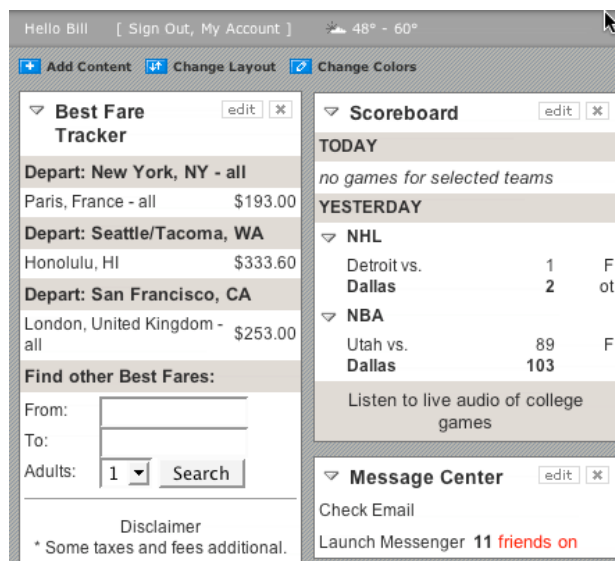 Hello Bill [ Sign Out, My Account ] 48° - 60°
Add Content Change Layout Change Colors
Best Fare
Tracker
edit
Depart: New York, NY - all
Paris, France - all $193.00
Depart: Seattle/Tacoma, WA
Honolulu, HI $333.60
Depart: San Francisco, CA
London, United Kingdom -
all $253.00
Find other Best Fares:
From:
To:
Adults: 1 Search
Disclaimer
* Some taxes and fees additional.
Scoreboard edit
TODAY
no games for selected teams
YESTERDAY
NHL
Detroit vs. 1 F
Dallas 2 ot
NBA
Utah vs. 89 F
Dallas 103
Listen to live audio of college
games
Message Center edit
Check Email
Launch Messenger 11 friends on